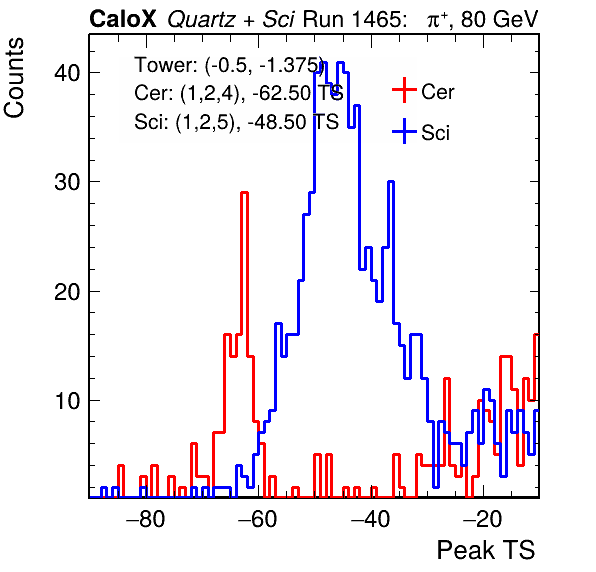 CaloX Quartz + Sci Run 1465: π⁺, 80 GeV
Counts
Tower: (-0.5, -1.375)
Cer: (1,2,4), -62.50 TS
Sci: (1,2,5), -48.50 TS
Cer
Sci
40
30
20
10
−80 −60 −40 −20
Peak TS